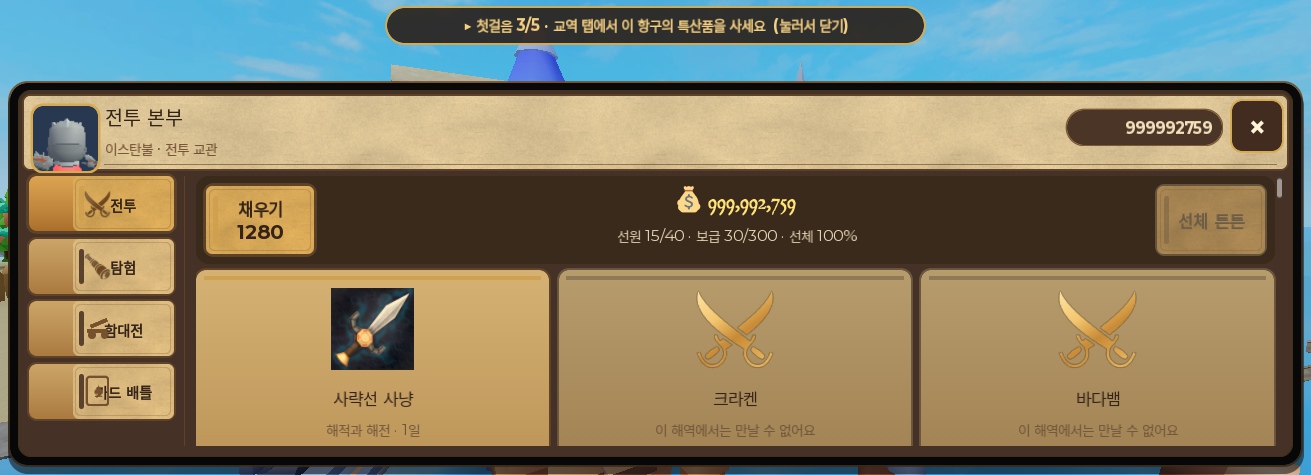 ▸ 첫걸음 3/5 · 교역 탭에서 이 항구의 특산품을 사세요 (눌러서 닫기)
전투 본부
이스탄불 · 전투 교관
999992759
×
전투
탐험
함대전
카드 배틀
채우기
1280
$ 999,992,759
선원 15/40 · 보급 30/300 · 선체 100%
선체 튼튼
사략선 사냥
해적과 해전 · 1일
크라켄
이 해역에서는 만날 수 없어요
바다뱀
이 해역에서는 만날 수 없어요